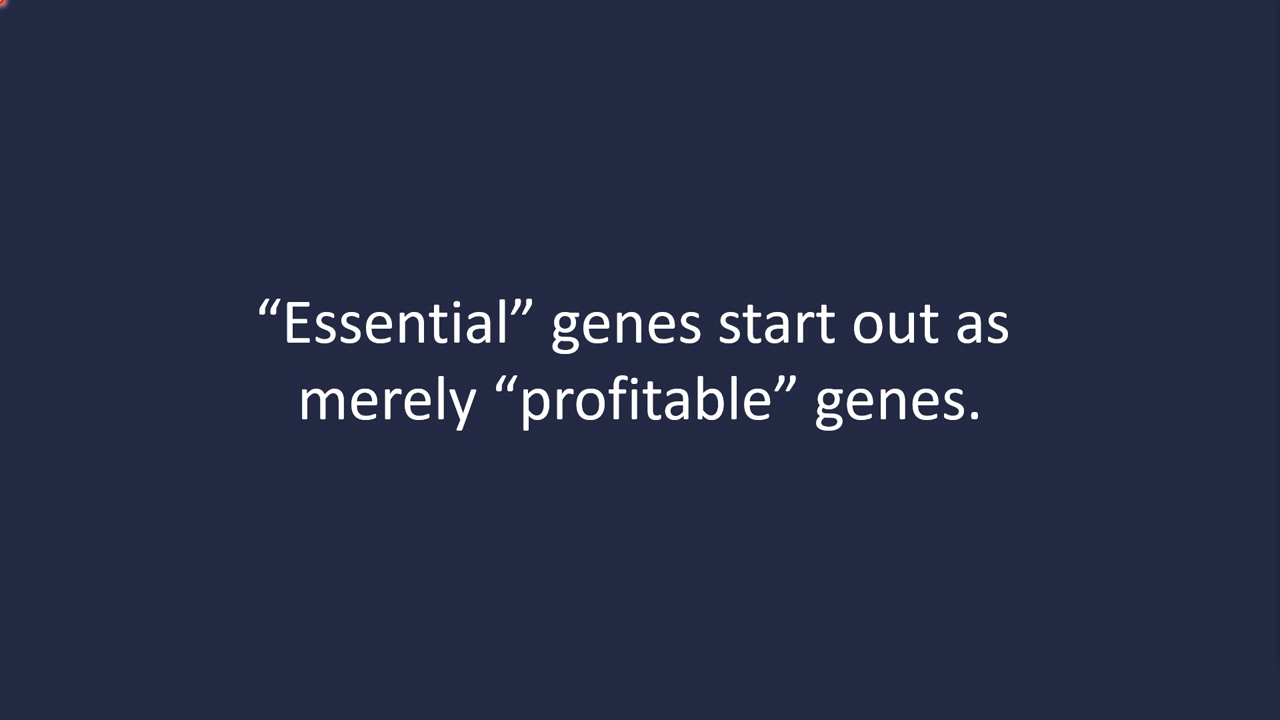 “Essential” genes start out as
merely “profitable” genes.